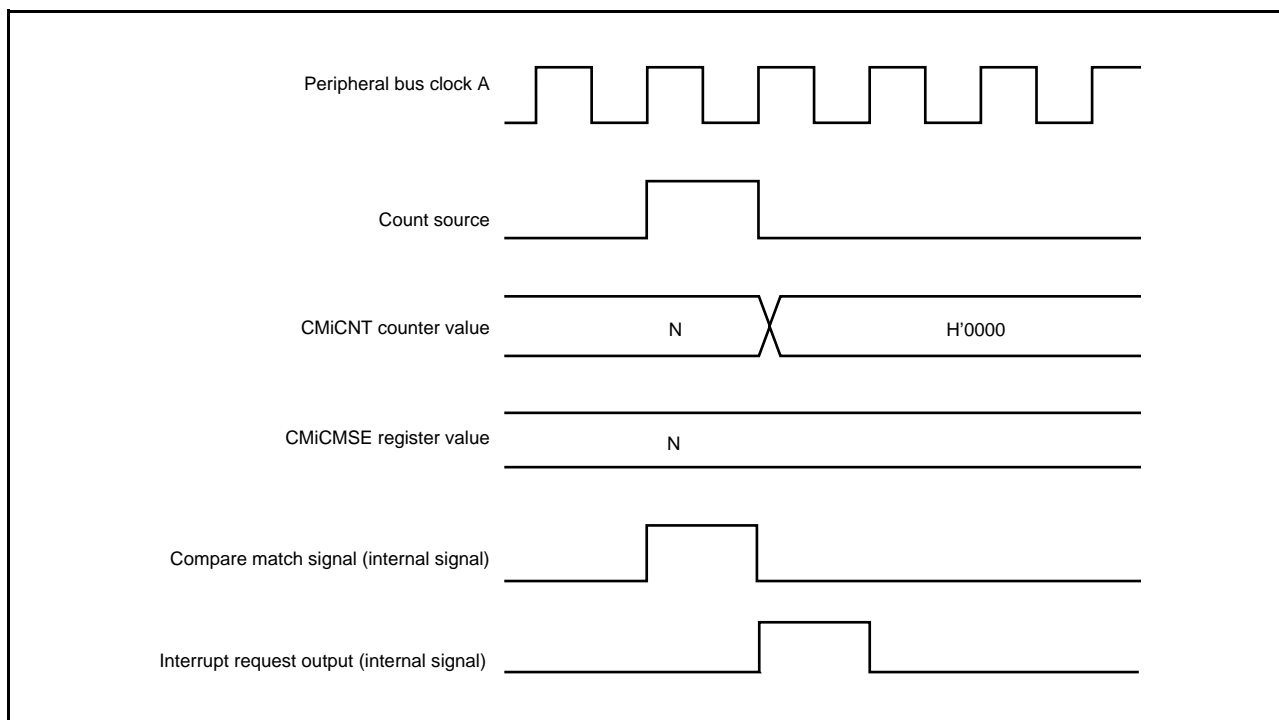 Peripheral bus clock A
Count source
CMiCNT counter value
N
H'0000
CMiCMSE register value
N
Compare match signal (internal signal)
Interrupt request output (internal signal)